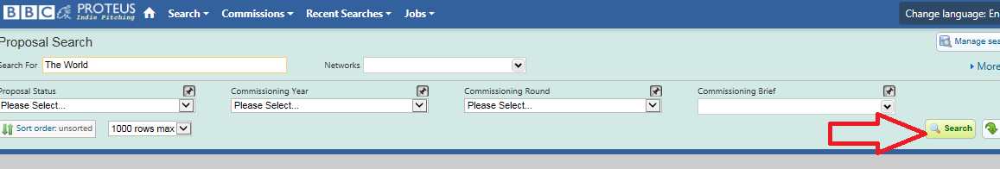 BBC PROTEUS
Indie Pitching
Search Commissions Recent Searches Jobs
Change language: En
Proposal Search
Manage sea
Search For The World Networks
More
Proposal Status Commissioning Year Commissioning Round Commissioning Brief
Please Select... Please Select... Please Select...
Sort order: unsorted 1000 rows max Search